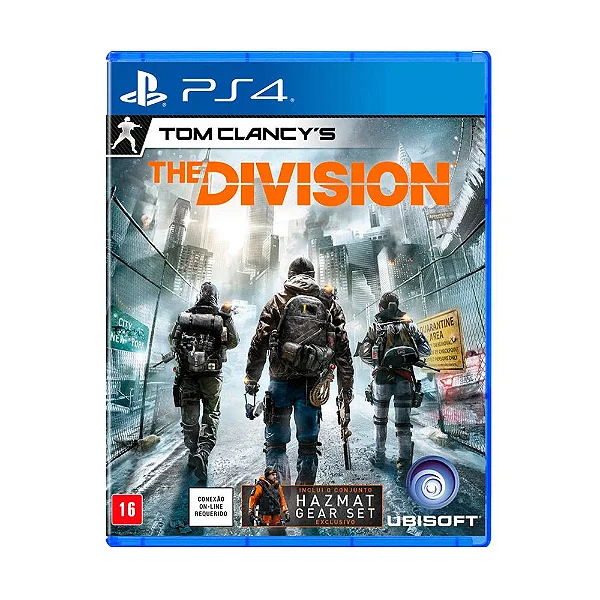 PS4
TOM CLANCY'S
THE DIVISION
CITY
NEW YORK
QUARANTINE
AREA
16
CONEXÃO
ON-LINE
REQUERIDO
INCLUI O CONJUNTO
HAZMAT
GEAR SET
EXCLUSIVO
UBISOFT